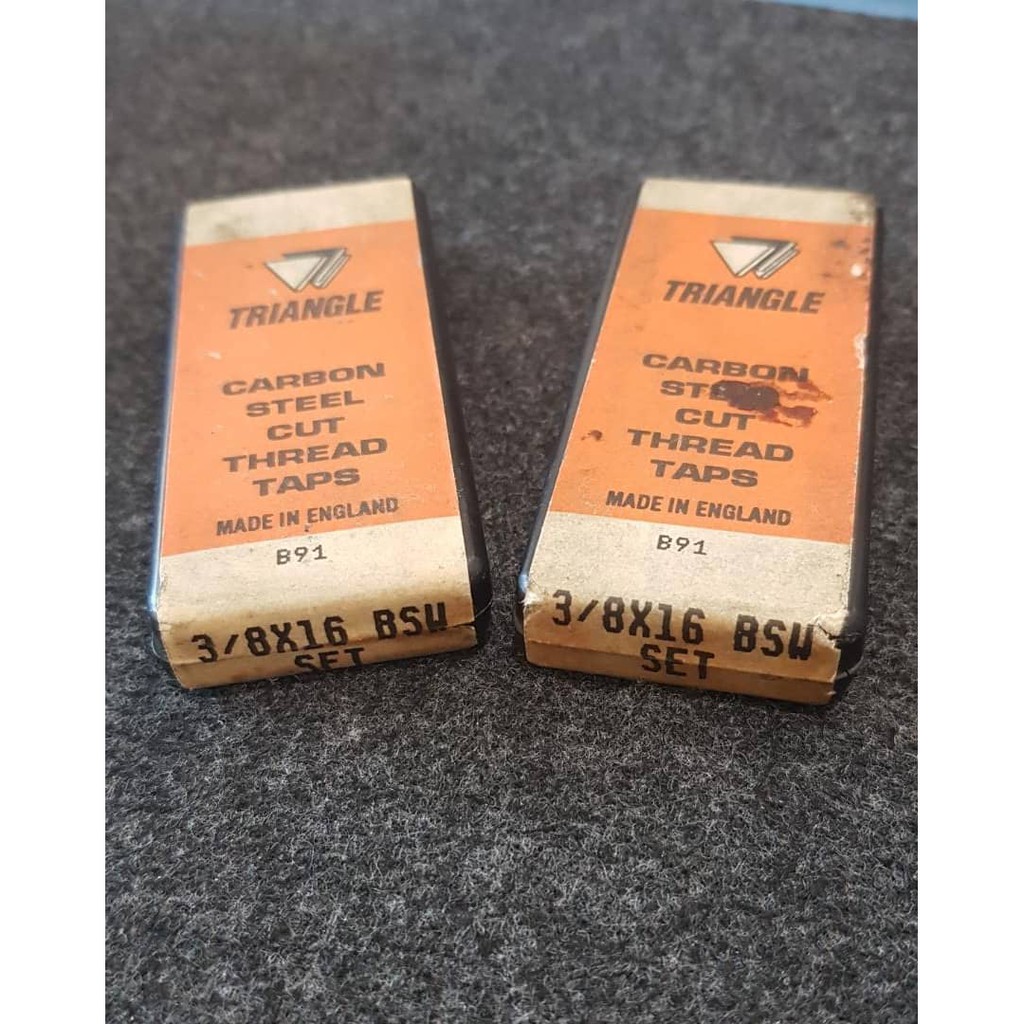 TRIANGLE
CARBON
STEEL
CUT
THREAD
TAPS
MADE IN ENGLAND
B91
3/8X16 BSW
SET
TRIANGLE
CARBON
STEEL
CUT
THREAD
TAPS
MADE IN ENGLAND
B91
3/8X16 BSW
SET